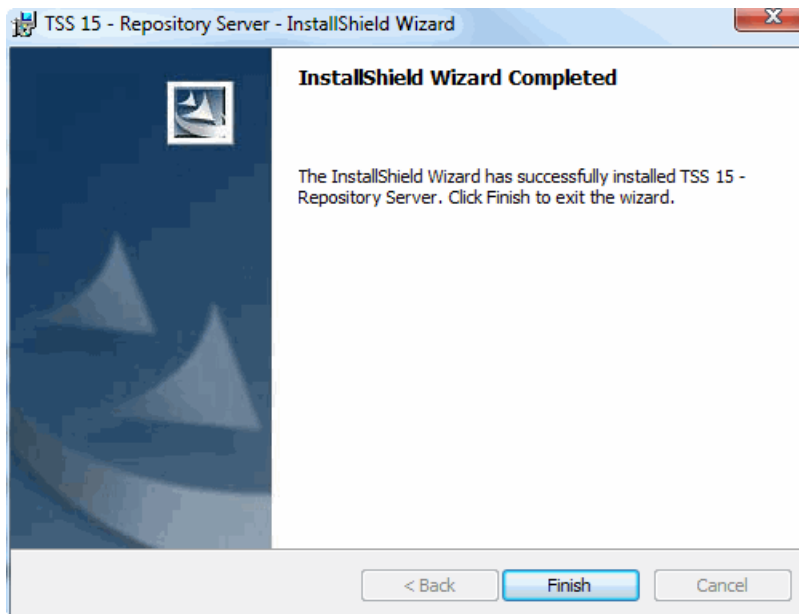 TSS 15 - Repository Server - InstallShield Wizard
InstallShield Wizard Completed
The InstallShield Wizard has successfully installed TSS 15 -
Repository Server. Click Finish to exit the wizard.
< Back
Finish
Cancel